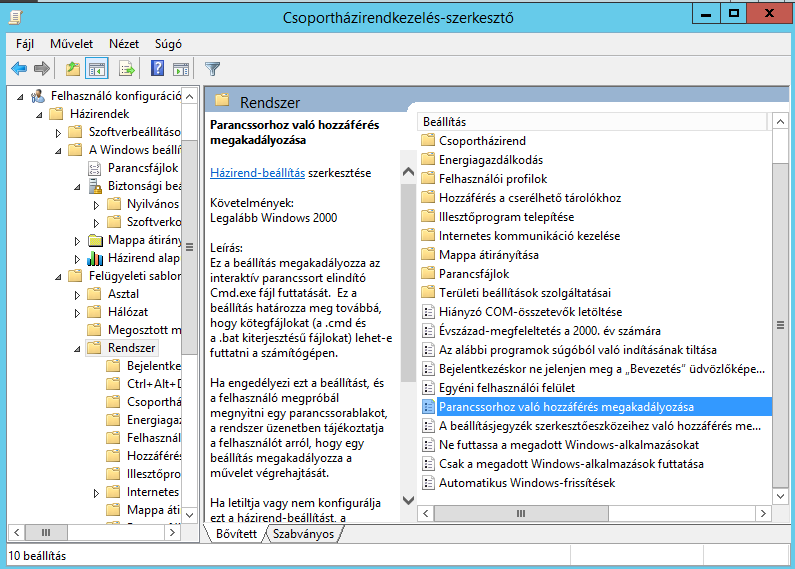 Csoportházirendkezelés-szerkesztő
Fájl Művelet Nézet Súgó
Felhasználó konfiguráció
Házirendek
Szoftverbeállításo
A Windows beállí
Parancsfájlok
Biztonsági beá
Nyilvános
Szoftverko
Mappa átirány
Házirend alap
Felügyeleti sablon
Asztal
Hálózat
Megosztott m
Rendszer
Bejelentke
Ctrl+Alt+D
Csoporthá
Energiagaz
Felhasznál
Hozzáférés
Illesztőpro
Internetes
Mappa áti
Rendszer
Parancssorhoz való hozzáférés
megakadályozása
Házirend-beállítás szerkesztése
Követelmények:
Legalább Windows 2000
Leírás:
Ez a beállítás megakadályozza az
interaktív parancssort elindító
Cmd.exe fájl futtatását. Ez a
beállítás határozza meg továbbá,
hogy kötegfájlokat (a .cmd és
a .bat kiterjesztésű fájlokat) lehet-e
futtatni a számítógépen.
Ha engedélyezi ezt a beállítást, és
a felhasználó megpróbál
megnyitni egy parancssorablakot,
a rendszer üzenetben tájékoztatja
a felhasználót arról, hogy egy
beállítás megakadályozza a
művelet végrehajtását.
Ha letiltja vagy nem konfigurálja
ezt a házirend-beállítást, a
Beállítás
Csoportházirend
Energiagazdálkodás
Felhasználói profilok
Hozzáférés a cserélhető tárolókhoz
Illesztőprogram telepítése
Internetes kommunikáció kezelése
Mappa átirányítása
Parancsfájlok
Területi beállítások szolgáltatásai
Hiányzó COM-összetevők letöltése
Évszázad-megfeleltetés a 2000. év számára
Az alábbi programok súgóból való indításának tiltása
Bejelentkezéskor ne jelenjen meg a „Bevezetés” üdvözlőképe...
Egyéni felhasználói felület
Parancssorhoz való hozzáférés megakadályozása
A beállításjegyzék szerkesztőeszközeihez való hozzáférés me...
Ne futtassa a megadott Windows-alkalmazásokat
Csak a megadott Windows-alkalmazások futtatása
Automatikus Windows-frissítések
Bővített Szabványos
10 beállítás